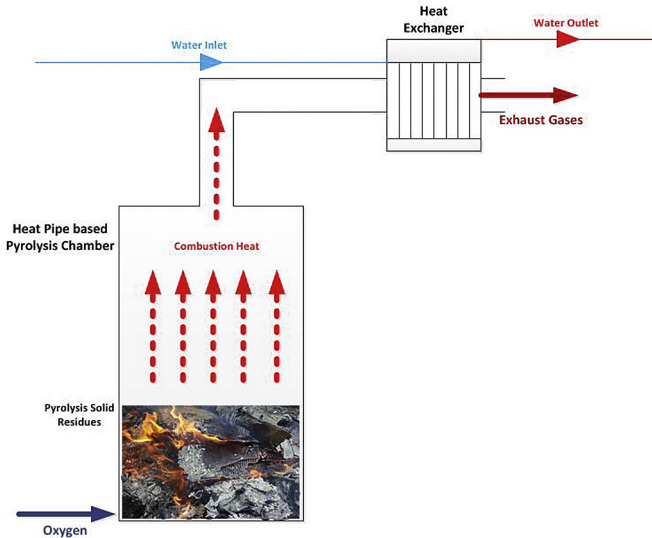 Heat
Exchanger
Water Inlet
Water Outlet
Exhaust Gases
Heat Pipe based
Pyrolysis Chamber
Combustion Heat
Pyrolysis Solid
Residues
Oxygen